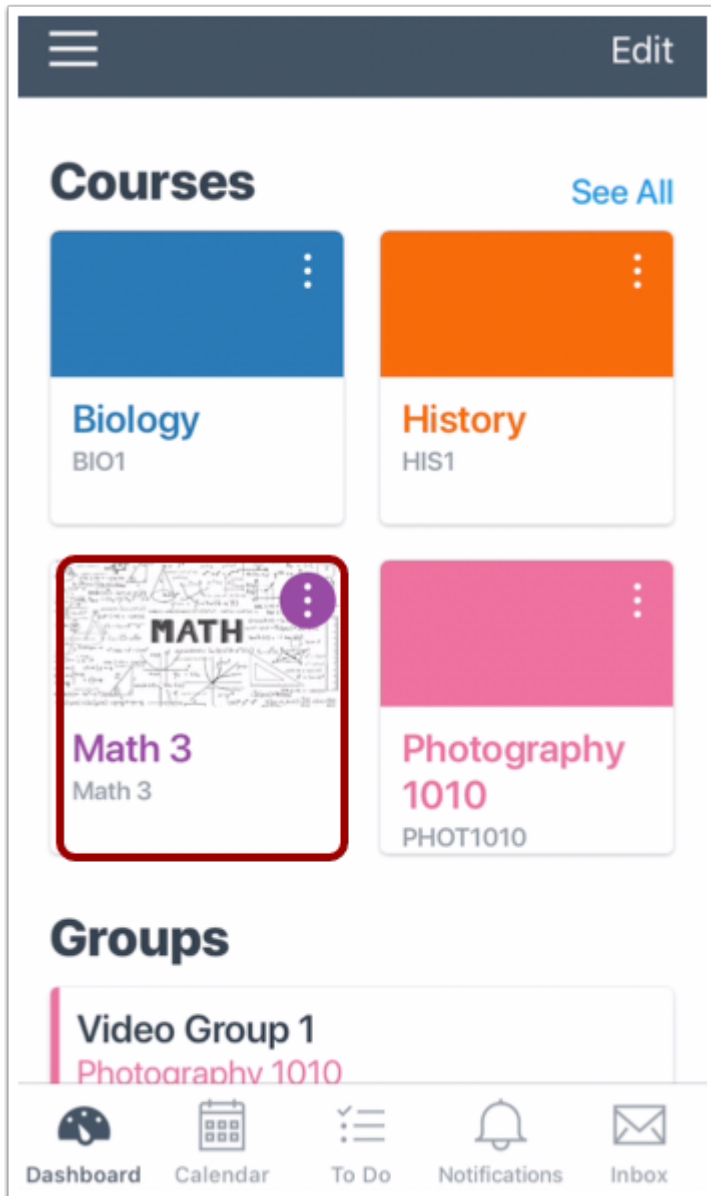 Edit
Courses
See All
Biology
BIO1
History
HIS1
MATH
Math 3
Math 3
Photography
1010
PHOT1010
Groups
Video Group 1
Photography 1010
Dashboard
Calendar
To Do
Notifications
Inbox